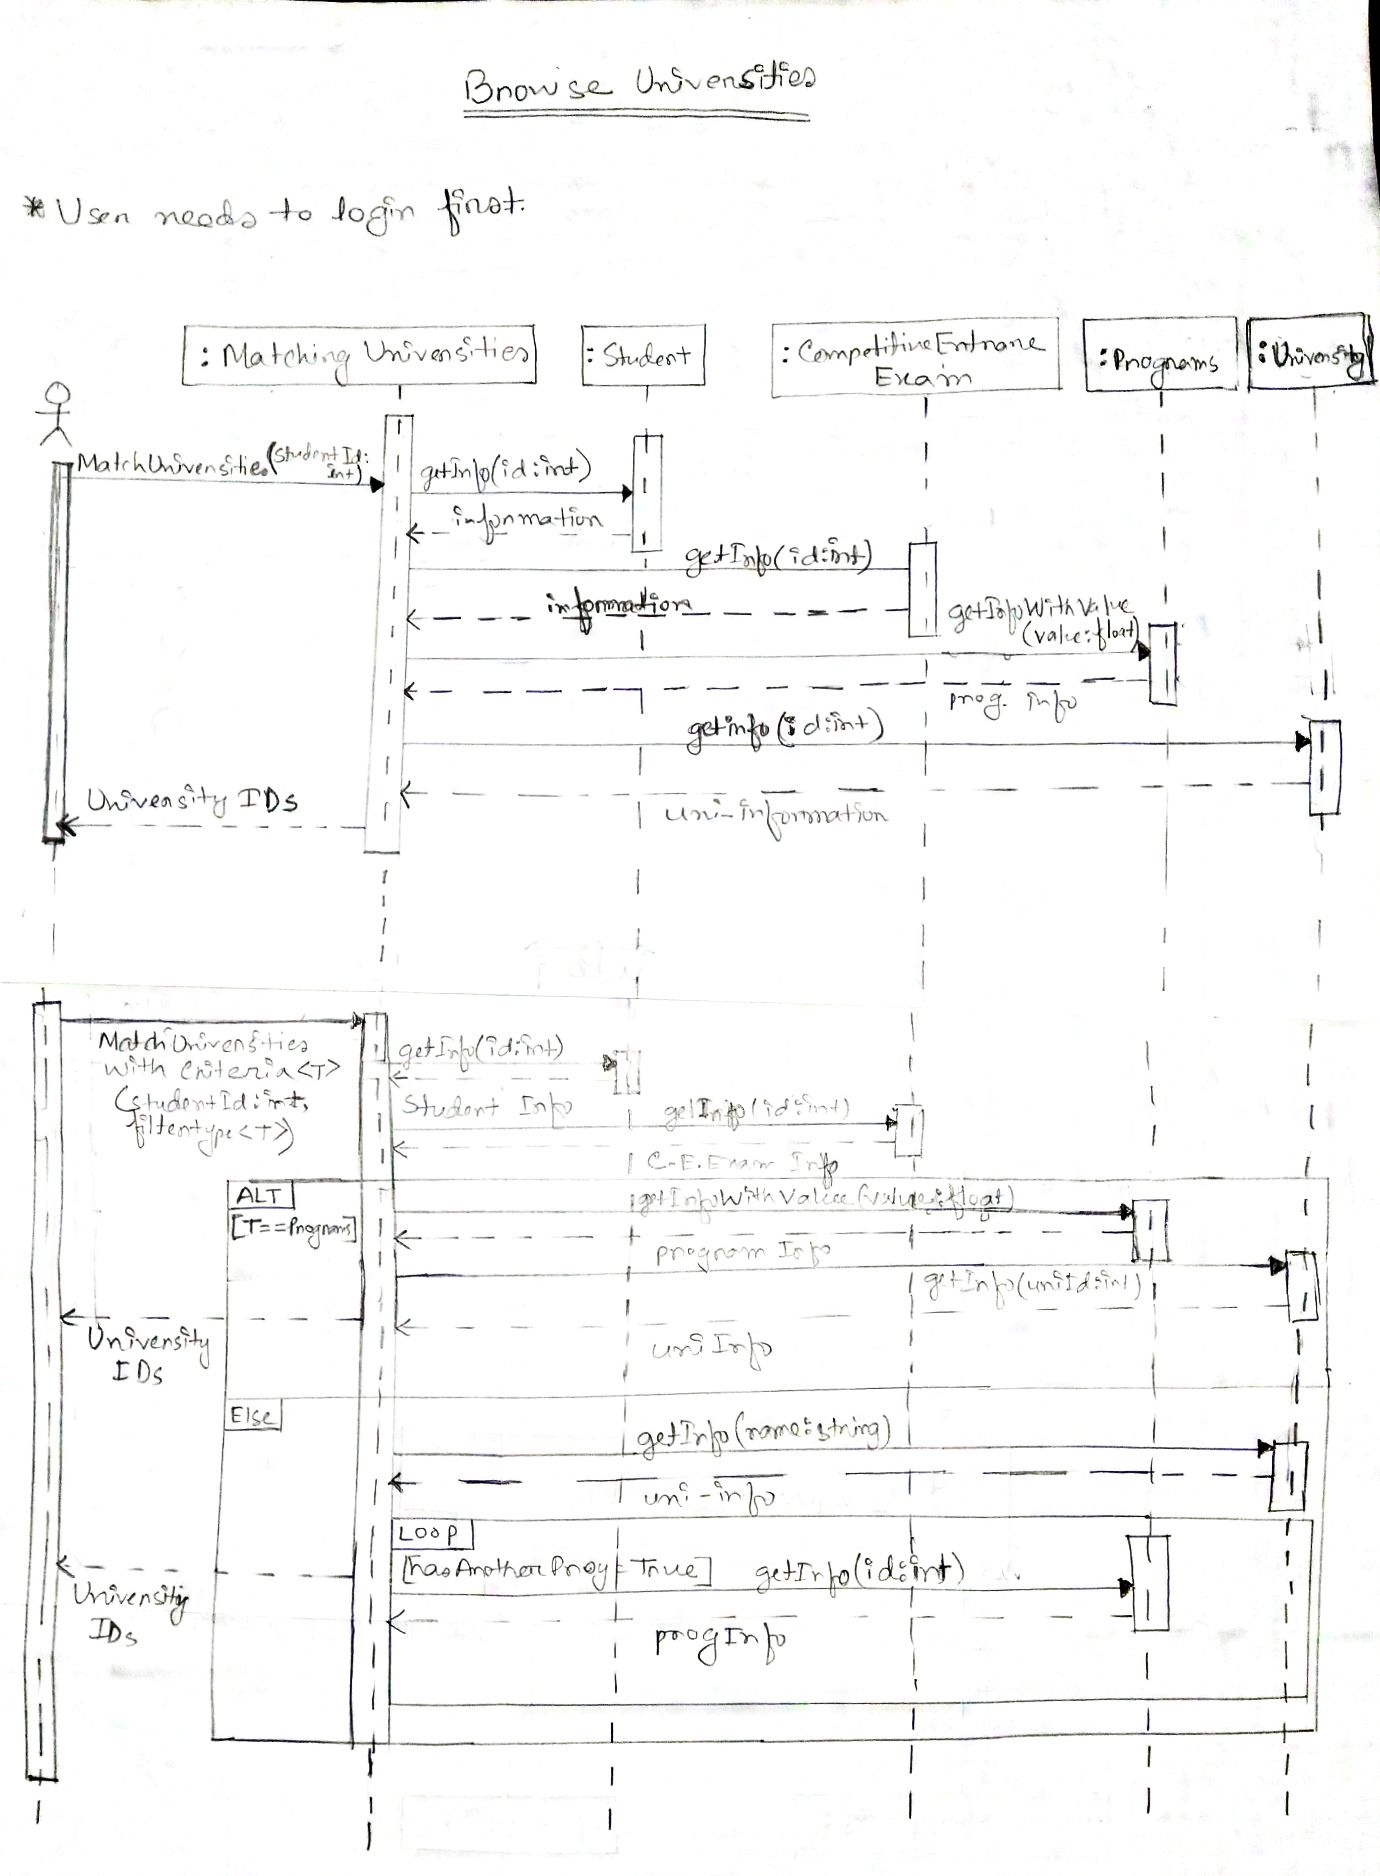 Browse Universities
* User needs to login first.
: Matching Universities
: Student
: CompetitiveEntrane
Exam
: Programs
: University
MatchUniversities(StudentId:
int)
getInfo(id:int)
information
getInfo(id:int)
information
getInfoWithValue
(value:float)
prog. info
getinfo(id:int)
University IDs
uni-information
MatchUniversities
with Criteria<T>
(studentId:int,
filtertype<T>)
getInfo(id:int)
Student Info
getInfo(id:int)
C.E.Exam Info
ALT
[T==Programs]
getInfoWithValue(value:float)
program Info
getInfo(uniId:int)
University
IDs
uni Info
Else
getInfo(name:string)
uni-info
Loop
[hasAnotherProg = True]
getInfo(id:int)
University
IDs
progInfo